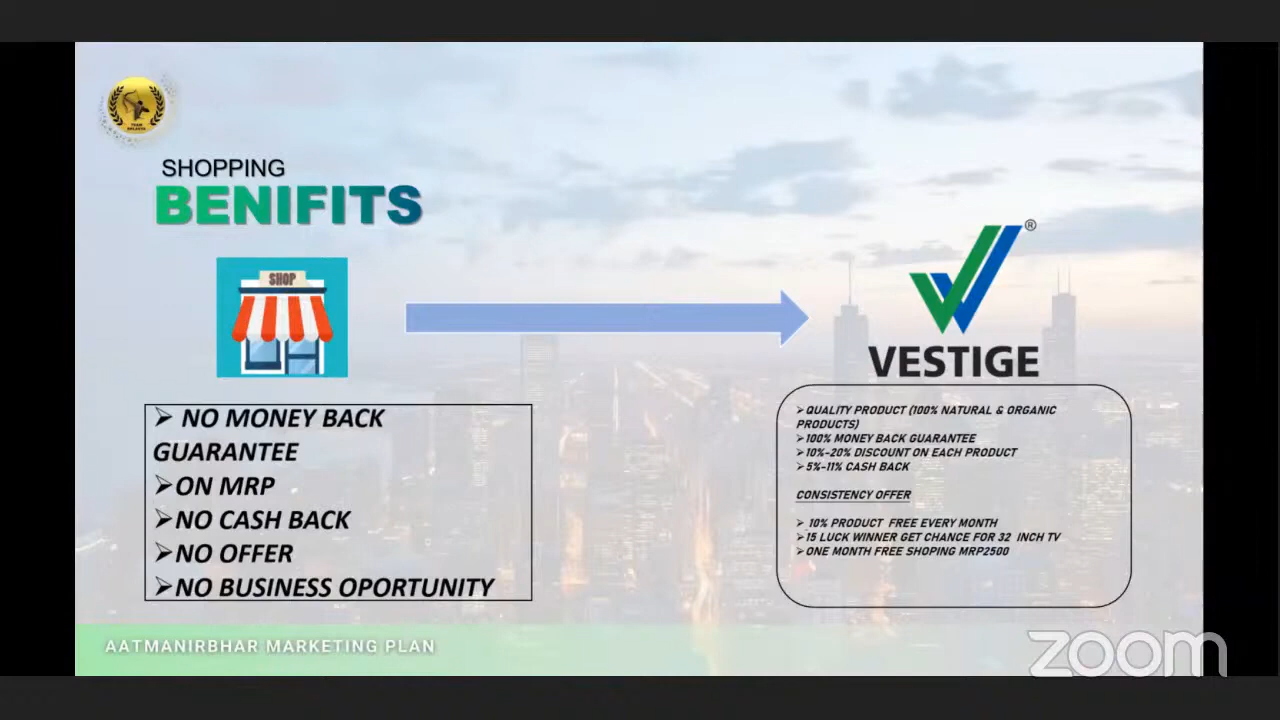 TEAM EKLAVYA
SHOPPING
BENIFITS
SHOP
®
VESTIGE
➢ NO MONEY BACK
GUARANTEE
➢ON MRP
➢NO CASH BACK
➢NO OFFER
➢NO BUSINESS OPORTUNITY
➢QUALITY PRODUCT (100% NATURAL & ORGANIC
PRODUCTS)
➢100% MONEY BACK GUARANTEE
➢10%-20% DISCOUNT ON EACH PRODUCT
➢5%-11% CASH BACK
CONSISTENCY OFFER
➢ 10% PRODUCT FREE EVERY MONTH
➢15 LUCK WINNER GET CHANCE FOR 32 INCH TV
➢ONE MONTH FREE SHOPING MRP2500
AATMANIRBHAR MARKETING PLAN
zoom